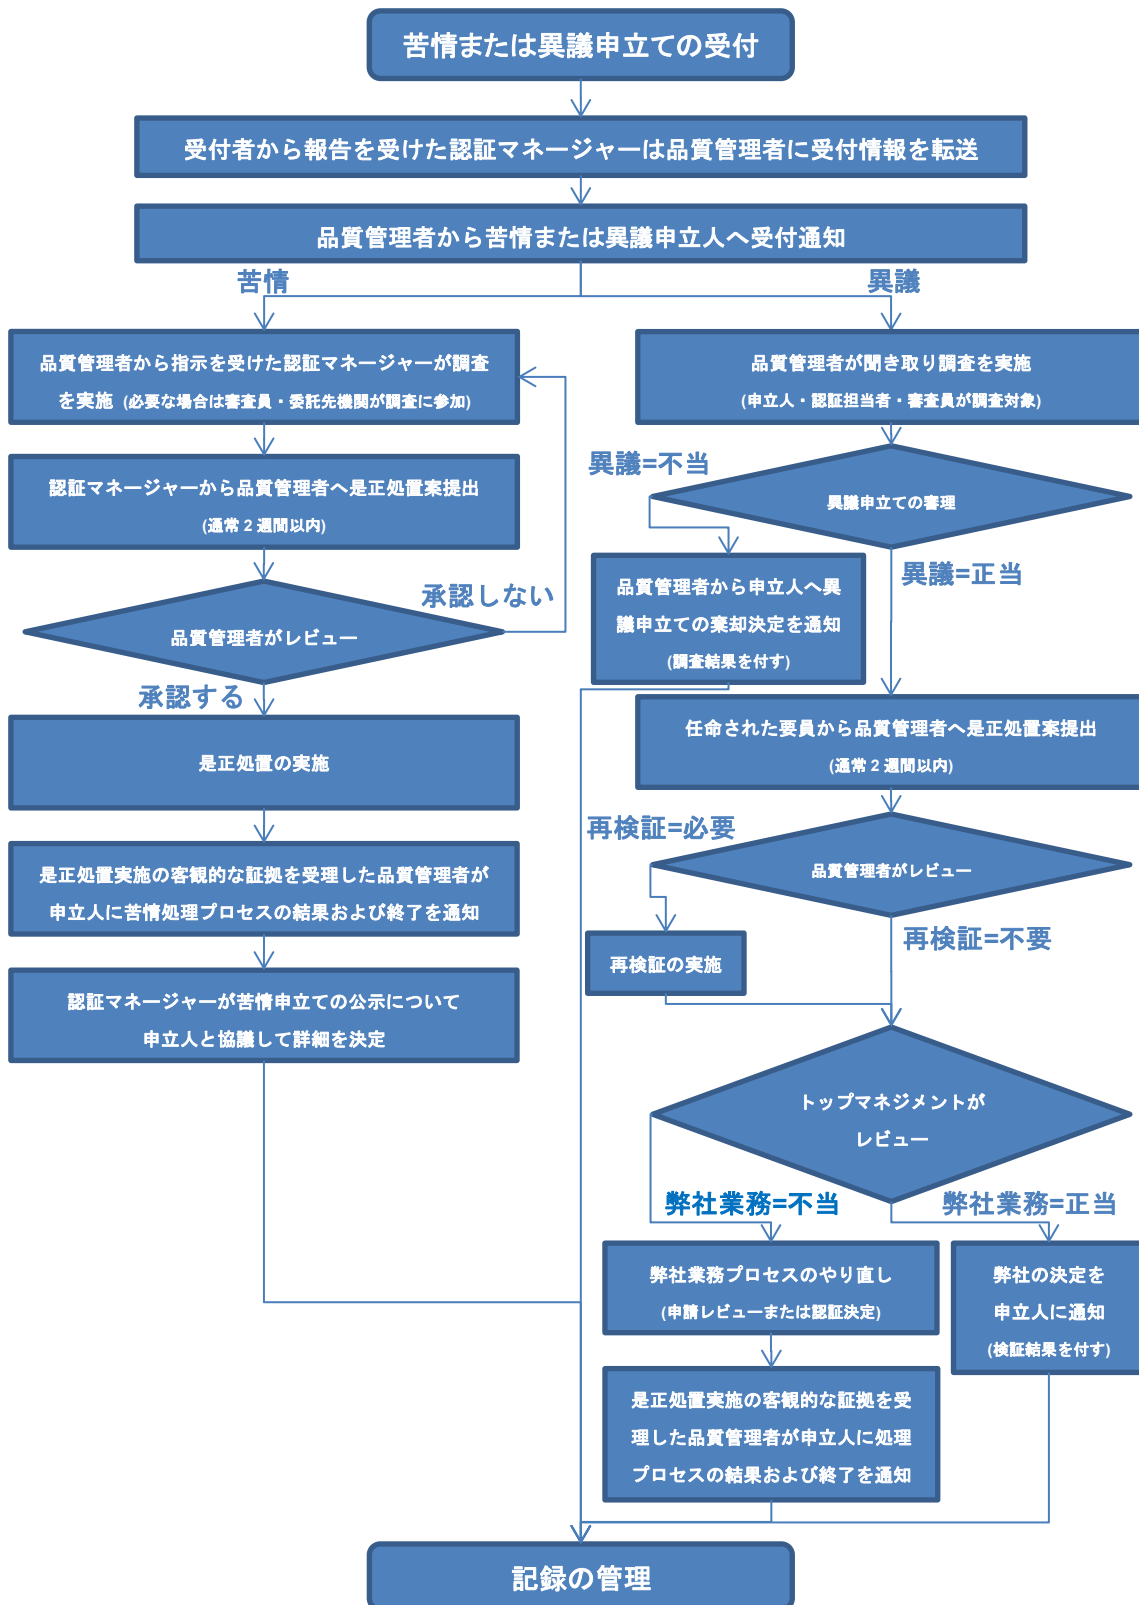 苦情または異議申立ての受付
受付者から報告を受けた認証マネージャーは品質管理者に受付情報を転送
品質管理者から苦情または異議申立人へ受付通知
苦情
品質管理者から指示を受けた認証マネージャーが調査
を実施 (必要な場合は審査員・委託先機関が調査に参加)
認証マネージャーから品質管理者へ是正処置案提出
(通常 2 週間以内)
承認しない
品質管理者がレビュー
承認する
是正処置の実施
是正処置実施の客観的な証拠を受理した品質管理者が
申立人に苦情処理プロセスの結果および終了を通知
認証マネージャーが苦情申立ての公示について
申立人と協議して詳細を決定
異議
品質管理者が聞き取り調査を実施
(申立人・認証担当者・審査員が調査対象)
異議=不当
異議申立ての審理
異議=正当
品質管理者から申立人へ異
議申立ての棄却決定を通知
(調査結果を付す)
任命された要員から品質管理者へ是正処置案提出
(通常 2 週間以内)
再検証=必要
品質管理者がレビュー
再検証=不要
再検証の実施
トップマネジメントが
レビュー
弊社業務=不当
弊社業務=正当
弊社業務プロセスのやり直し
(申請レビューまたは認証決定)
弊社の決定を
申立人に通知
(検証結果を付す)
是正処置実施の客観的な証拠を受
理した品質管理者が申立人に処理
プロセスの結果および終了を通知
記録の管理